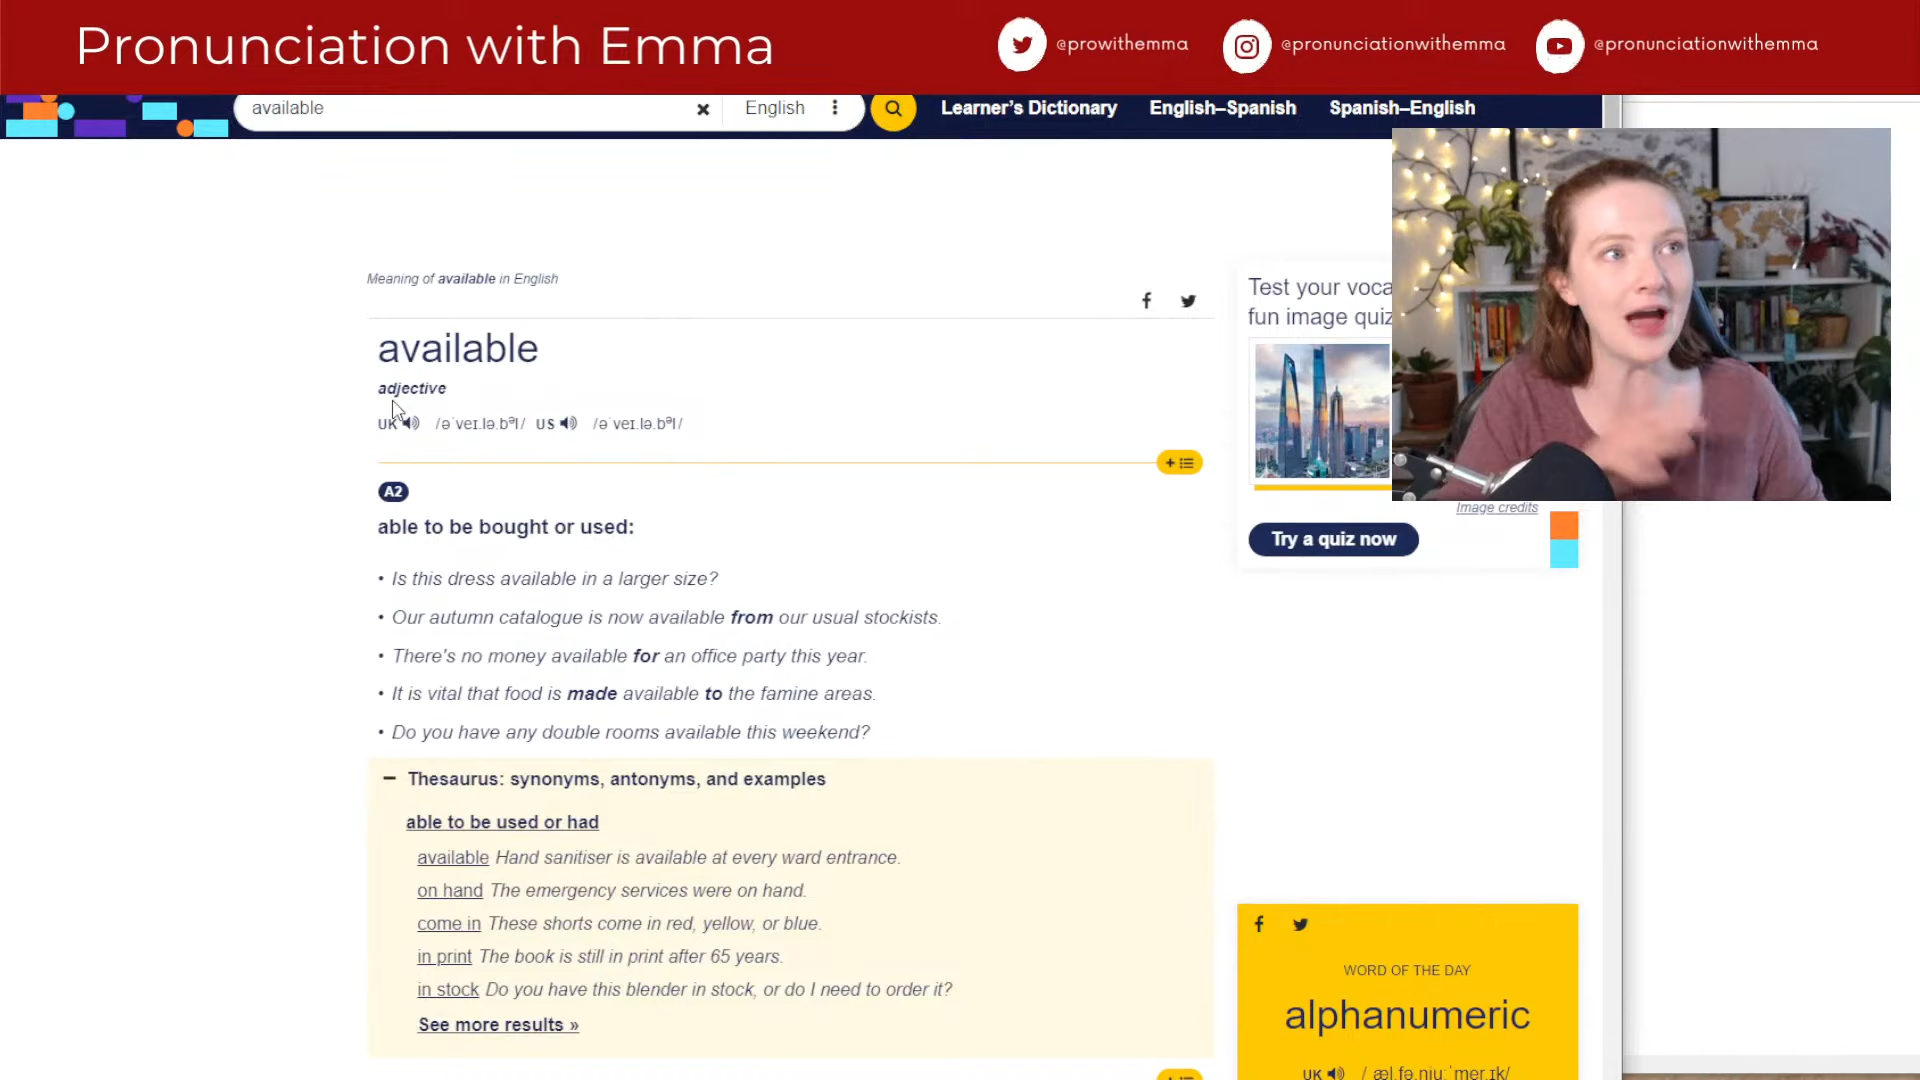 Pronunciation with Emma
@prowithemma
@pronunciationwithemma
@pronunciationwithemma
available
English
Learner's Dictionary
English–Spanish
Spanish–English
Meaning of available in English
available
adjective
UK /əˈveɪ.lə.bəl/ US /əˈveɪ.lə.bəl/
A2
able to be bought or used:
• Is this dress available in a larger size?
• Our autumn catalogue is now available from our usual stockists.
• There's no money available for an office party this year.
• It is vital that food is made available to the famine areas.
• Do you have any double rooms available this weekend?
Thesaurus: synonyms, antonyms, and examples
able to be used or had
available Hand sanitiser is available at every ward entrance.
on hand The emergency services were on hand.
come in These shorts come in red, yellow, or blue.
in print The book is still in print after 65 years.
in stock Do you have this blender in stock, or do I need to order it?
See more results »
Test your voca
fun image quiz
Image credits
Try a quiz now
WORD OF THE DAY
alphanumeric
UK /ˌæl.fə.njuːˈmer.ɪk/